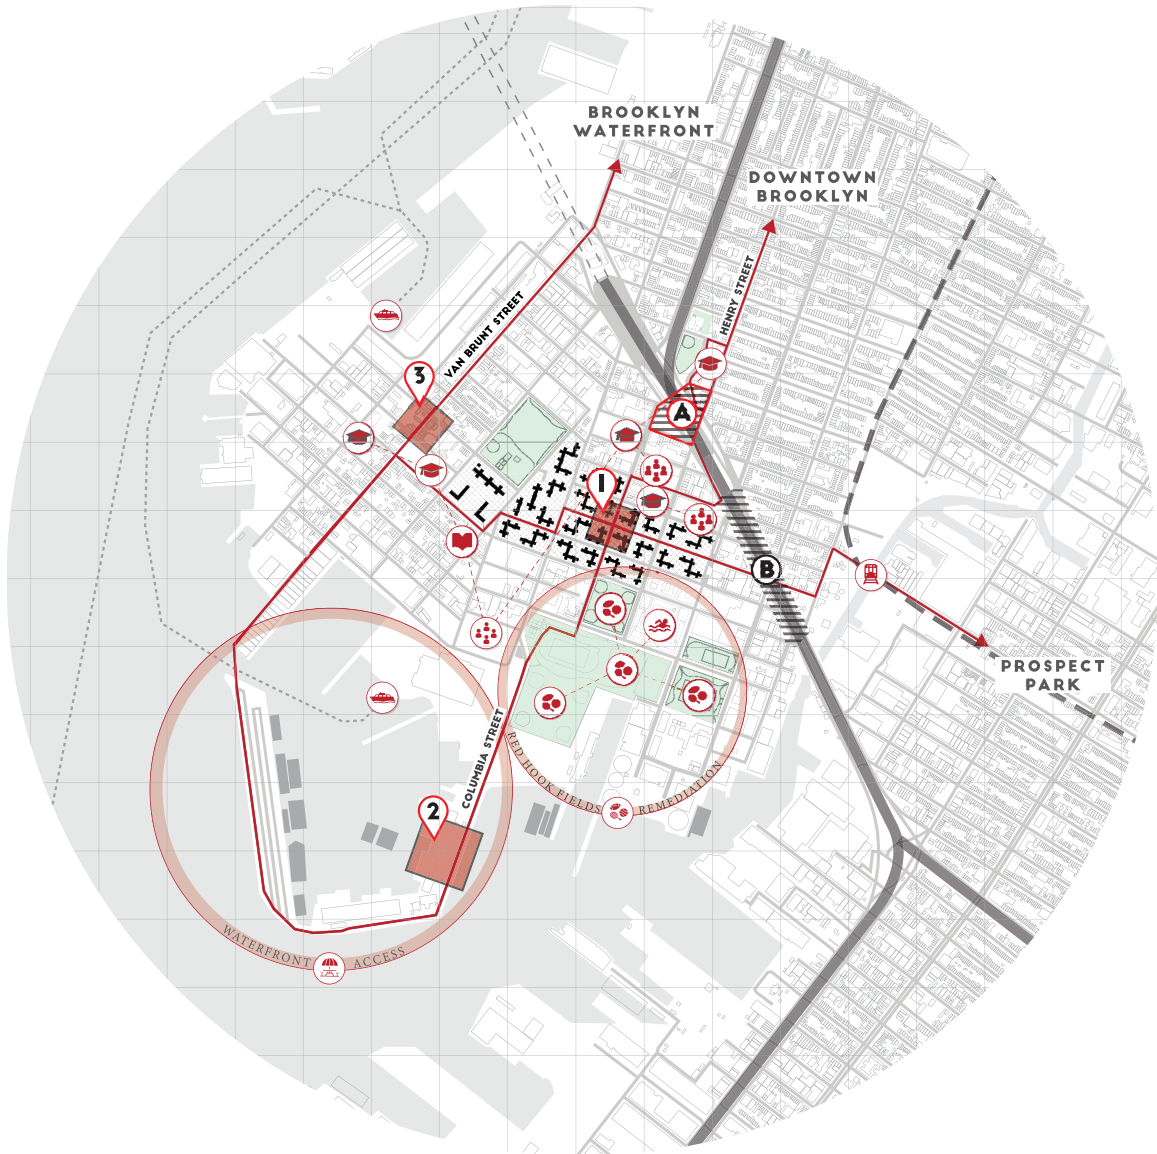 BROOKLYN
WATERFRONT
DOWNTOWN
BROOKLYN
HENRY STREET
VAN BRUNT STREET
3
A
1
B
PROSPECT
PARK
COLUMBIA STREET
RED HOOK FIELDS REMEDIATION
2
WATERFRONT ACCESS